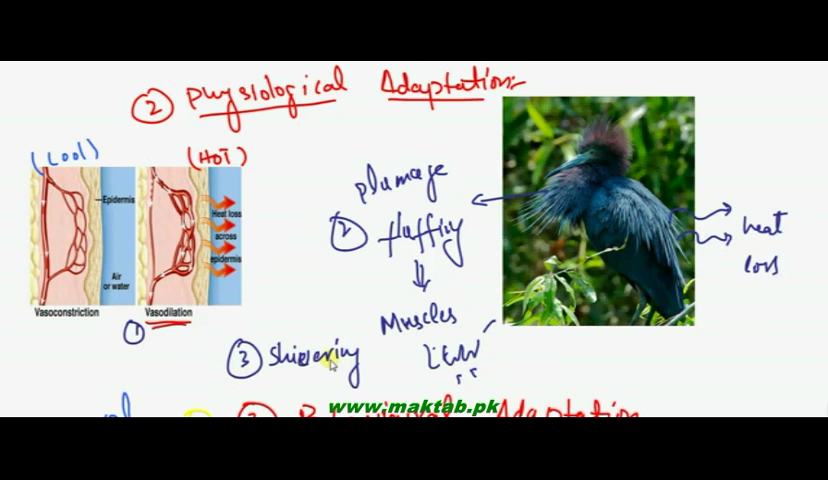 ② Physiological Adaptation:
(Cool)
(HOT)
Epidermis
Heat loss
across
epidermis
Air
or water
Vasoconstriction
Vasodilation
①
plumage
② fluffing
Muscles
heat
loss
③ Shivering
www.maktab.pk
Adaptation